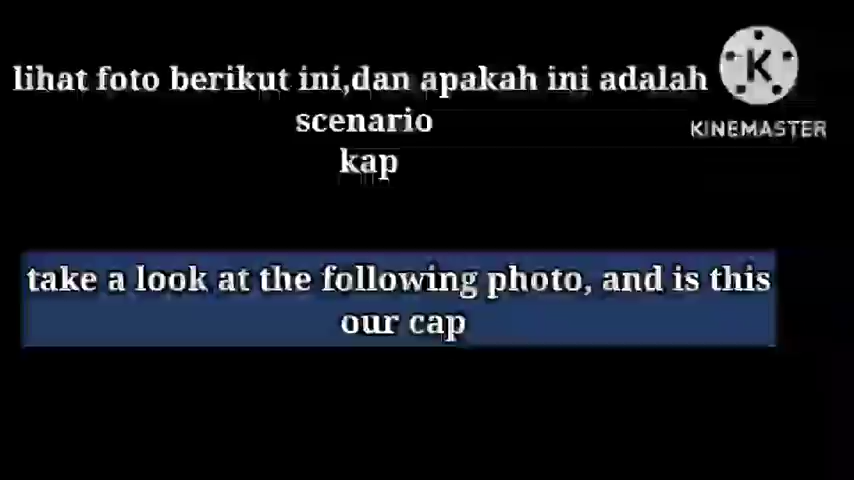 lihat foto berikut ini,dan apakah ini adalah
scenario
kap
KINEMASTER
take a look at the following photo, and is this
our cap